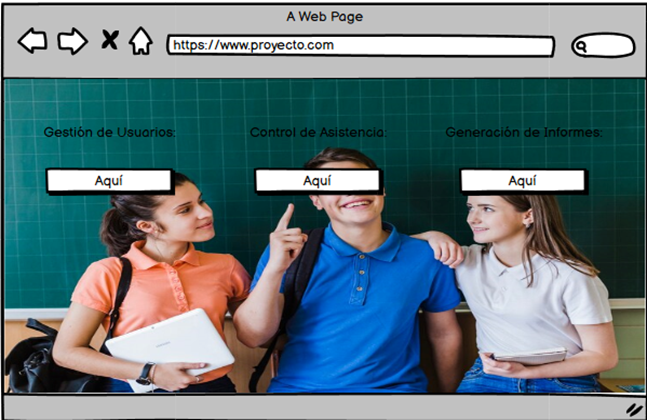 A Web Page
https://www.proyecto.com
Gestión de Usuarios:
Control de Asistencia:
Generación de Informes:
Aquí
Aquí
Aquí